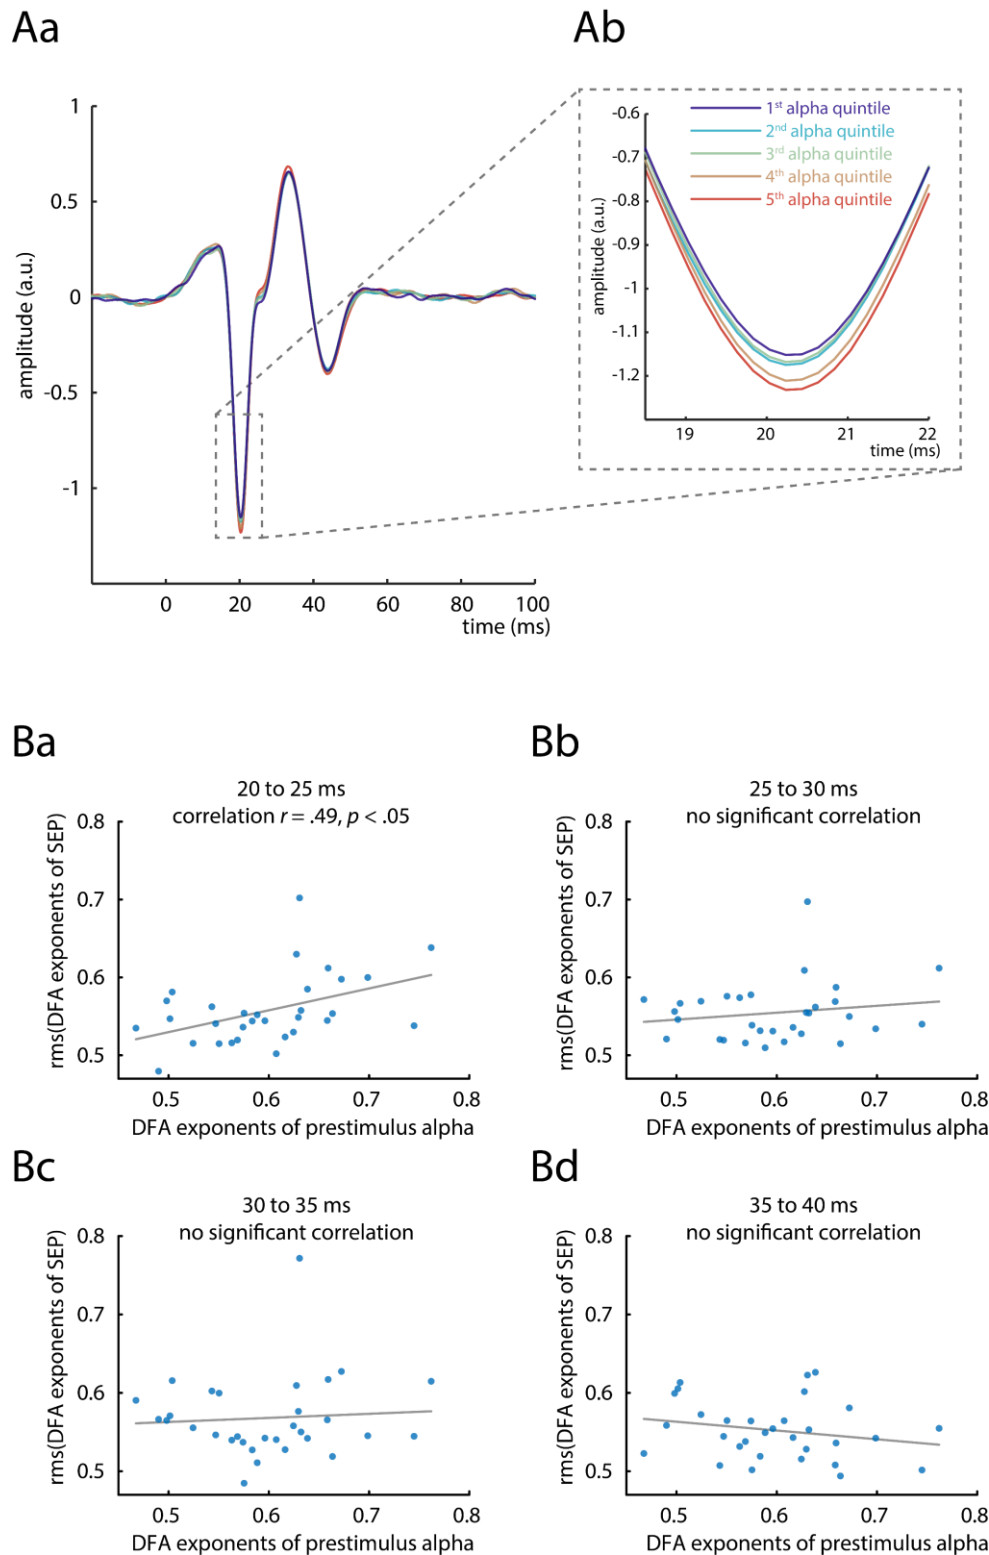 Aa
Ab
1
0.5
0
-0.5
-1
amplitude (a.u.)
0
20
40
60
80
100
time (ms)
-0.6
-0.7
-0.8
-0.9
-1
-1.1
-1.2
amplitude (a.u.)
1st alpha quintile
2nd alpha quintile
3rd alpha quintile
4th alpha quintile
5th alpha quintile
19
20
21
22
time (ms)
Ba
20 to 25 ms
correlation r = .49, p < .05
rms(DFA exponents of SEP)
0.8
0.7
0.6
0.5
0.5
0.6
0.7
0.8
DFA exponents of prestimulus alpha
Bb
25 to 30 ms
no significant correlation
rms(DFA exponents of SEP)
0.8
0.7
0.6
0.5
0.5
0.6
0.7
0.8
DFA exponents of prestimulus alpha
Bc
30 to 35 ms
no significant correlation
rms(DFA exponents of SEP)
0.8
0.7
0.6
0.5
0.5
0.6
0.7
0.8
DFA exponents of prestimulus alpha
Bd
35 to 40 ms
no significant correlation
rms(DFA exponents of SEP)
0.8
0.7
0.6
0.5
0.5
0.6
0.7
0.8
DFA exponents of prestimulus alpha